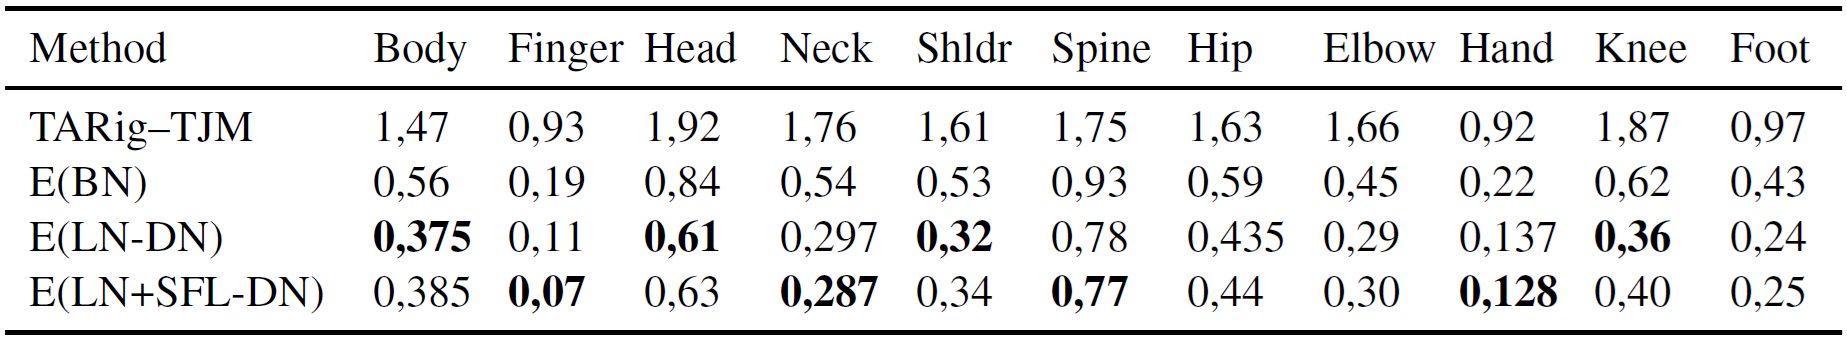 Method Body Finger Head Neck Shldr Spine Hip Elbow Hand Knee Foot
TARig–TJM 1,47 0,93 1,92 1,76 1,61 1,75 1,63 1,66 0,92 1,87 0,97
E(BN) 0,56 0,19 0,84 0,54 0,53 0,93 0,59 0,45 0,22 0,62 0,43
E(LN-DN) 0,375 0,11 0,61 0,297 0,32 0,78 0,435 0,29 0,137 0,36 0,24
E(LN+SFL-DN) 0,385 0,07 0,63 0,287 0,34 0,77 0,44 0,30 0,128 0,40 0,25